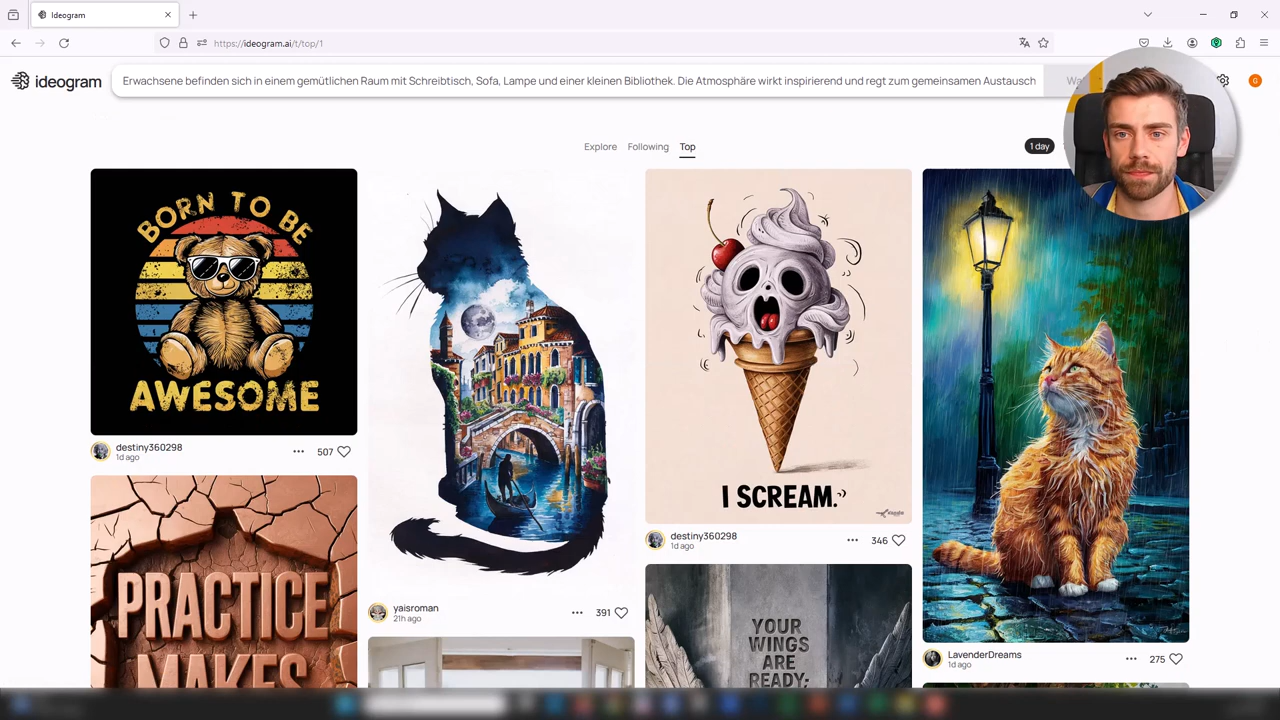 Ideogram
https://ideogram.ai/t/top/1
ideogram
Erwachsene befinden sich in einem gemütlichen Raum mit Schreibtisch, Sofa, Lampe und einer kleinen Bibliothek. Die Atmosphäre wirkt inspirierend und regt zum gemeinsamen Austausch
Explore Following Top
1 day
G
BORN TO BE
AWESOME
destiny360298
1d ago
507
PRACTICE
MAKES
yaisroman
21h ago
391
I SCREAM.
destiny360298
1d ago
346
YOUR
WINGS
ARE
READY;
LavenderDreams
1d ago
275